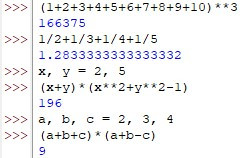 >>> (1+2+3+4+5+6+7+8+9+10)**3
166375
>>> 1/2+1/3+1/4+1/5
1.2833333333333332
>>> x, y = 2, 5
>>> (x+y)*(x**2+y**2-1)
196
>>> a, b, c = 2, 3, 4
>>> (a+b+c)*(a+b-c)
9